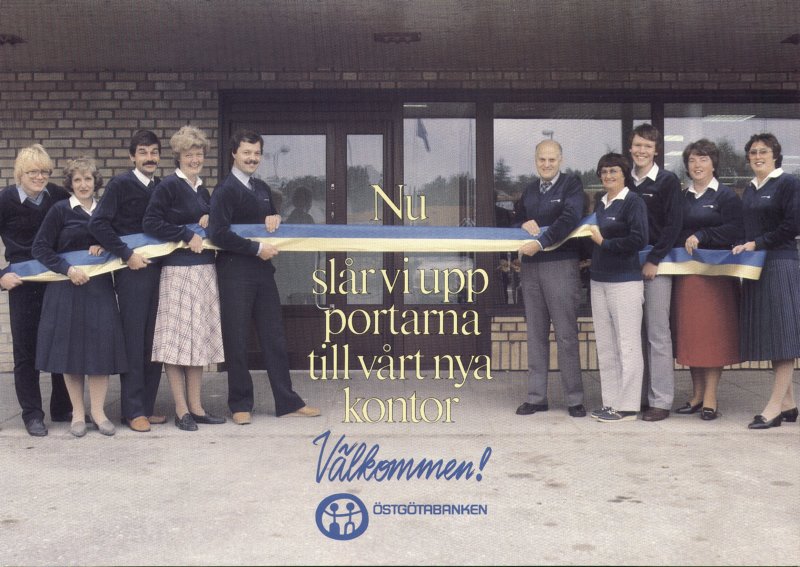 Nu
slår vi upp
portarna
till vårt nya
kontor
Välkommen!
ÖSTGÖTABANKEN